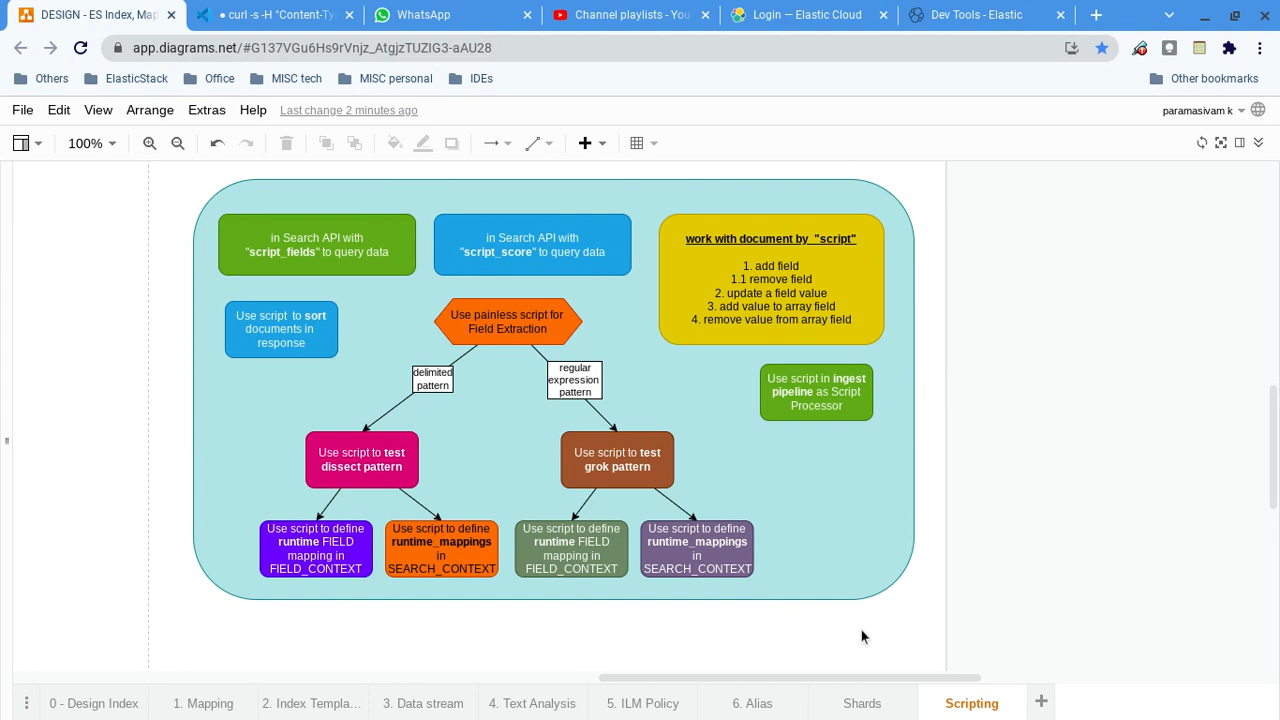 DESIGN - ES Index, Map
curl -s -H "Content-Typ
WhatsApp
Channel playlists - You
Login — Elastic Cloud
Dev Tools - Elastic
app.diagrams.net/#G137VGu6Hs9rVnjz_AtgjzTUZIG3-aAU28
Others
ElasticStack
Office
MISC tech
MISC personal
IDEs
Other bookmarks
File
Edit
View
Arrange
Extras
Help
Last change 2 minutes ago
paramasivam k
100%
in Search API with
"script_fields" to query data
in Search API with
"script_score" to query data
work with document by "script"
1. add field
1.1 remove field
2. update a field value
3. add value to array field
4. remove value from array field
Use script to sort
documents in
response
Use painless script for
Field Extraction
delimited
pattern
regular
expression
pattern
Use script in ingest
pipeline as Script
Processor
Use script to test
dissect pattern
Use script to test
grok pattern
Use script to define
runtime FIELD
mapping in
FIELD_CONTEXT
Use script to define
runtime_mappings
in
SEARCH_CONTEXT
Use script to define
runtime FIELD
mapping in
FIELD_CONTEXT
Use script to define
runtime_mappings
in
SEARCH_CONTEXT
0 - Design Index
1. Mapping
2. Index Templa...
3. Data stream
4. Text Analysis
5. ILM Policy
6. Alias
Shards
Scripting